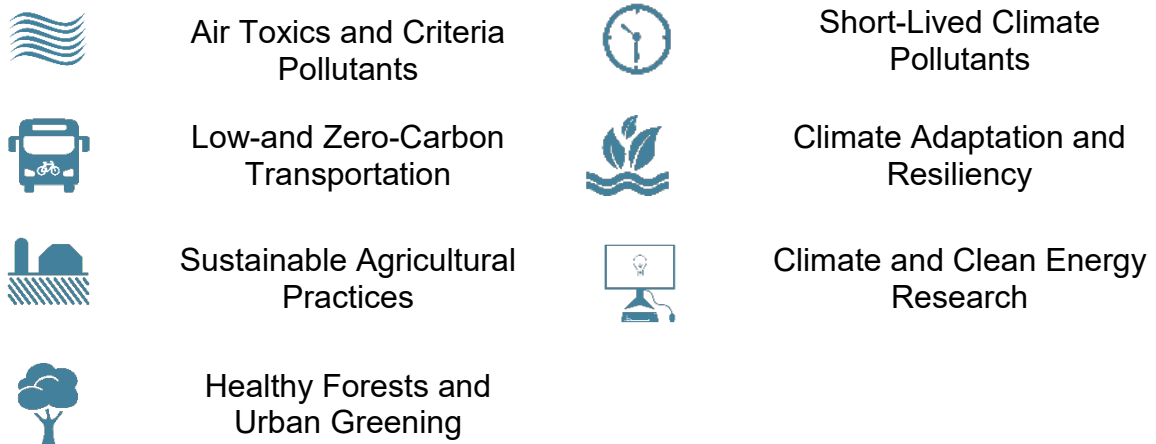 Air Toxics and Criteria
Pollutants
Short-Lived Climate
Pollutants
Low-and Zero-Carbon
Transportation
Climate Adaptation and
Resiliency
Sustainable Agricultural
Practices
Climate and Clean Energy
Research
Healthy Forests and
Urban Greening